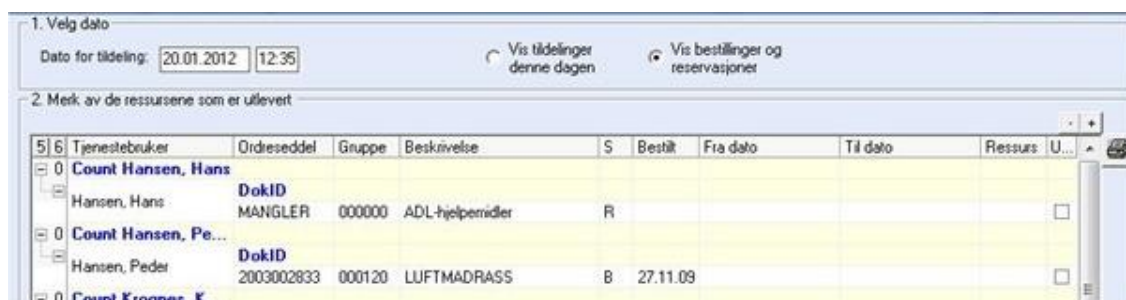 1. Velg dato
Dato for tildeling: 20.01.2012 12:35 Vis tildelinger denne dagen Vis bestillinger og reservasjoner
2. Merk av de ressursene som er utlevert
- +
5 6 Tjenestebruker Ordreseddel Gruppe Beskrivelse S Bestilt Fra dato Til dato Ressurs U...
0 Count Hansen, Hans
DokID
Hansen, Hans MANGLER 000000 ADL-hjelpemidler R
0 Count Hansen, Pe...
DokID
Hansen, Peder 2003002833 000120 LUFTMADRASS B 27.11.09
0 Count Krognes, K...